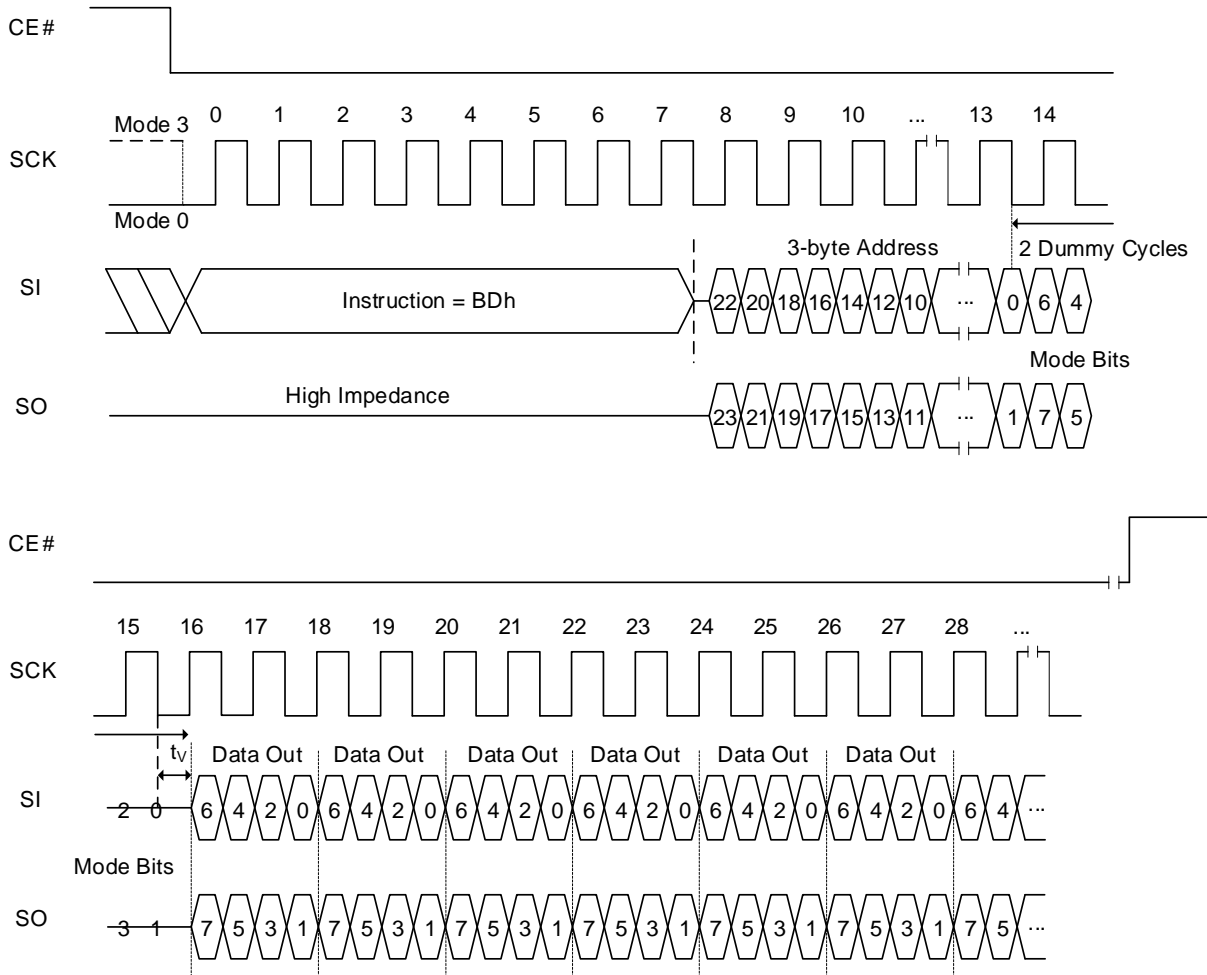 CE#
0 1 2 3 4 5 6 7 8 9 10 ... 13 14
Mode 3
SCK
Mode 0
3-byte Address 2 Dummy Cycles
SI Instruction = BDh 22 20 18 16 14 12 10 ... 0 6 4
Mode Bits
SO High Impedance 23 21 19 17 15 13 11 ... 1 7 5
CE#
15 16 17 18 19 20 21 22 23 24 25 26 27 28 ...
SCK
tV Data Out Data Out Data Out Data Out Data Out Data Out
SI 2 0 6 4 2 0 6 4 2 0 6 4 2 0 6 4 2 0 6 4 2 0 6 4 2 0 6 4 ...
Mode Bits
SO 3 1 7 5 3 1 7 5 3 1 7 5 3 1 7 5 3 1 7 5 3 1 7 5 3 1 7 5 ...